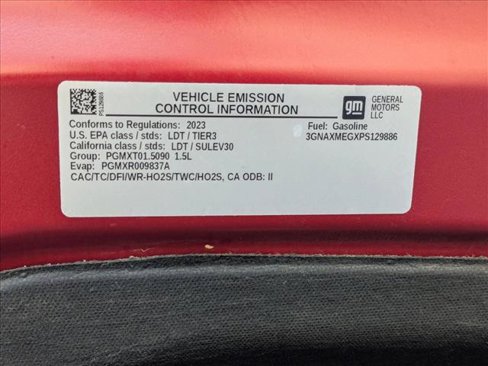 PS129886
VEHICLE EMISSION
CONTROL INFORMATION
gm
GENERAL
MOTORS
LLC
Conforms to Regulations: 2023
U.S. EPA class / stds: LDT / TIER3
California class / stds: LDT / SULEV30
Group: PGMXT01.5090 1.5L
Evap: PGMXR009837A
CAC/TC/DFI/WR-HO2S/TWC/HO2S, CA ODB: II
Fuel: Gasoline
3GNAXMEGXPS129886